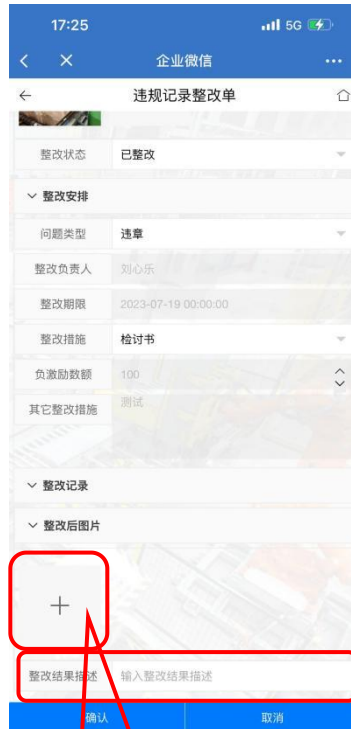 17:25
5G
企业微信
违规记录整改单
整改状态 已整改
整改安排
问题类型 违章
整改负责人 刘心乐
整改期限 2023-07-19 00:00:00
整改措施 检讨书
负激励数额 100
其它整改措施 测试
整改记录
整改后图片
整改结果描述 输入整改结果描述
确认 取消